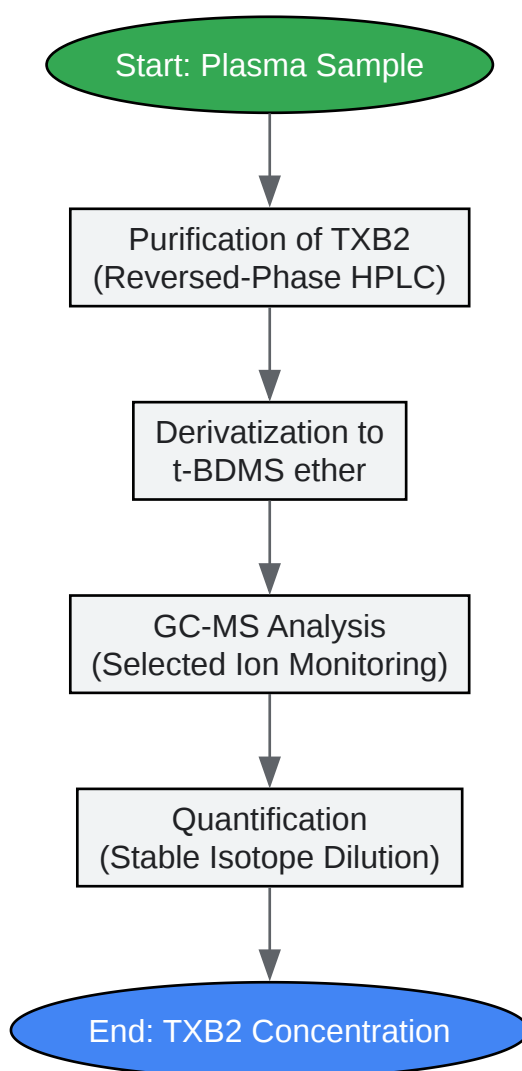 Start: Plasma Sample
Purification of TXB2
(Reversed-Phase HPLC)
Derivatization to
t-BDMS ether
GC-MS Analysis
(Selected Ion Monitoring)
Quantification
(Stable Isotope Dilution)
End: TXB2 Concentration